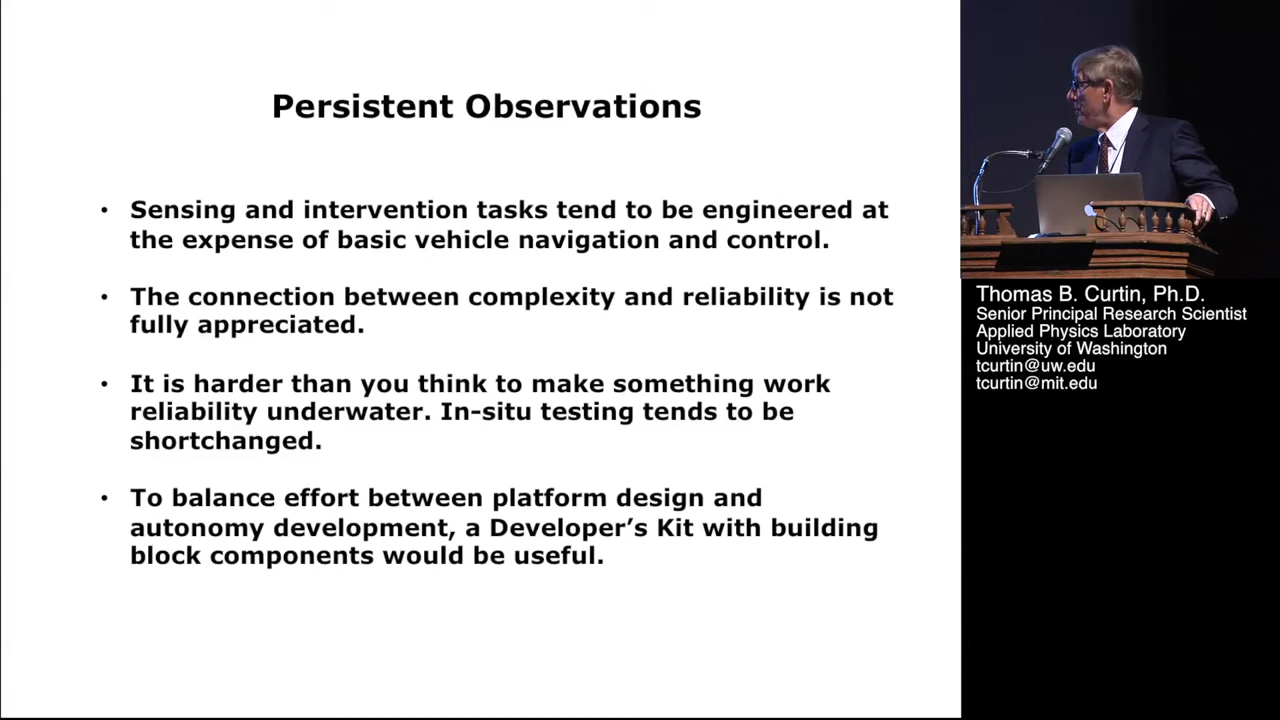 Persistent Observations
• Sensing and intervention tasks tend to be engineered at
the expense of basic vehicle navigation and control.
• The connection between complexity and reliability is not
fully appreciated.
• It is harder than you think to make something work
reliability underwater. In-situ testing tends to be
shortchanged.
• To balance effort between platform design and
autonomy development, a Developer’s Kit with building
block components would be useful.
Thomas B. Curtin, Ph.D.
Senior Principal Research Scientist
Applied Physics Laboratory
University of Washington
tcurtin@uw.edu
tcurtin@mit.edu